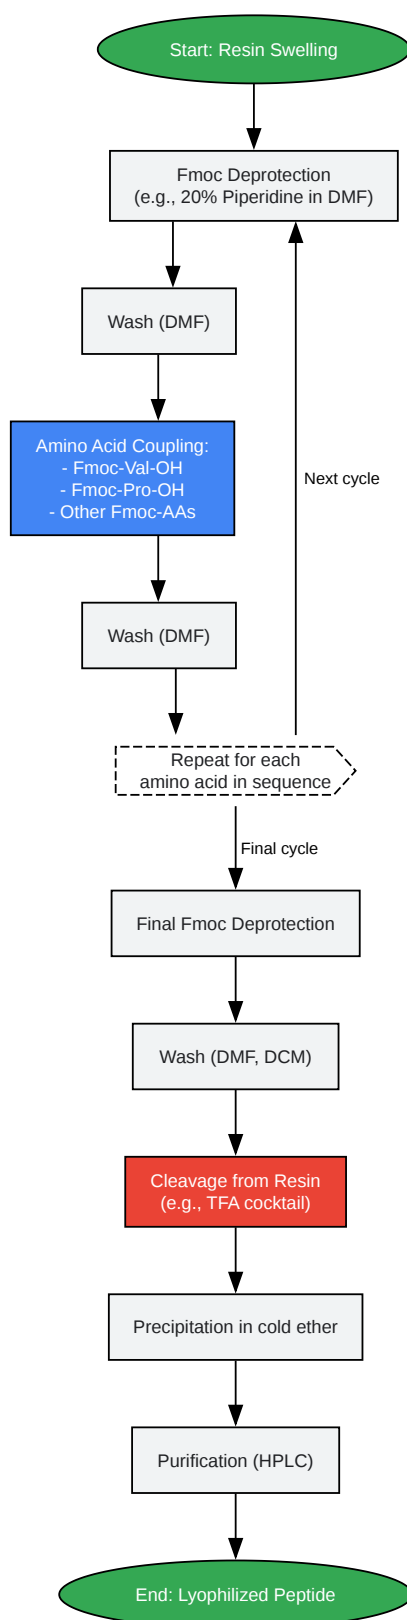 Start: Resin Swelling
Fmoc Deprotection
(e.g., 20% Piperidine in DMF)
Wash (DMF)
Amino Acid Coupling:
- Fmoc-Val-OH
- Fmoc-Pro-OH
- Other Fmoc-AAs
Next cycle
Wash (DMF)
Repeat for each
amino acid in sequence
Final cycle
Final Fmoc Deprotection
Wash (DMF, DCM)
Cleavage from Resin
(e.g., TFA cocktail)
Precipitation in cold ether
Purification (HPLC)
End: Lyophilized Peptide